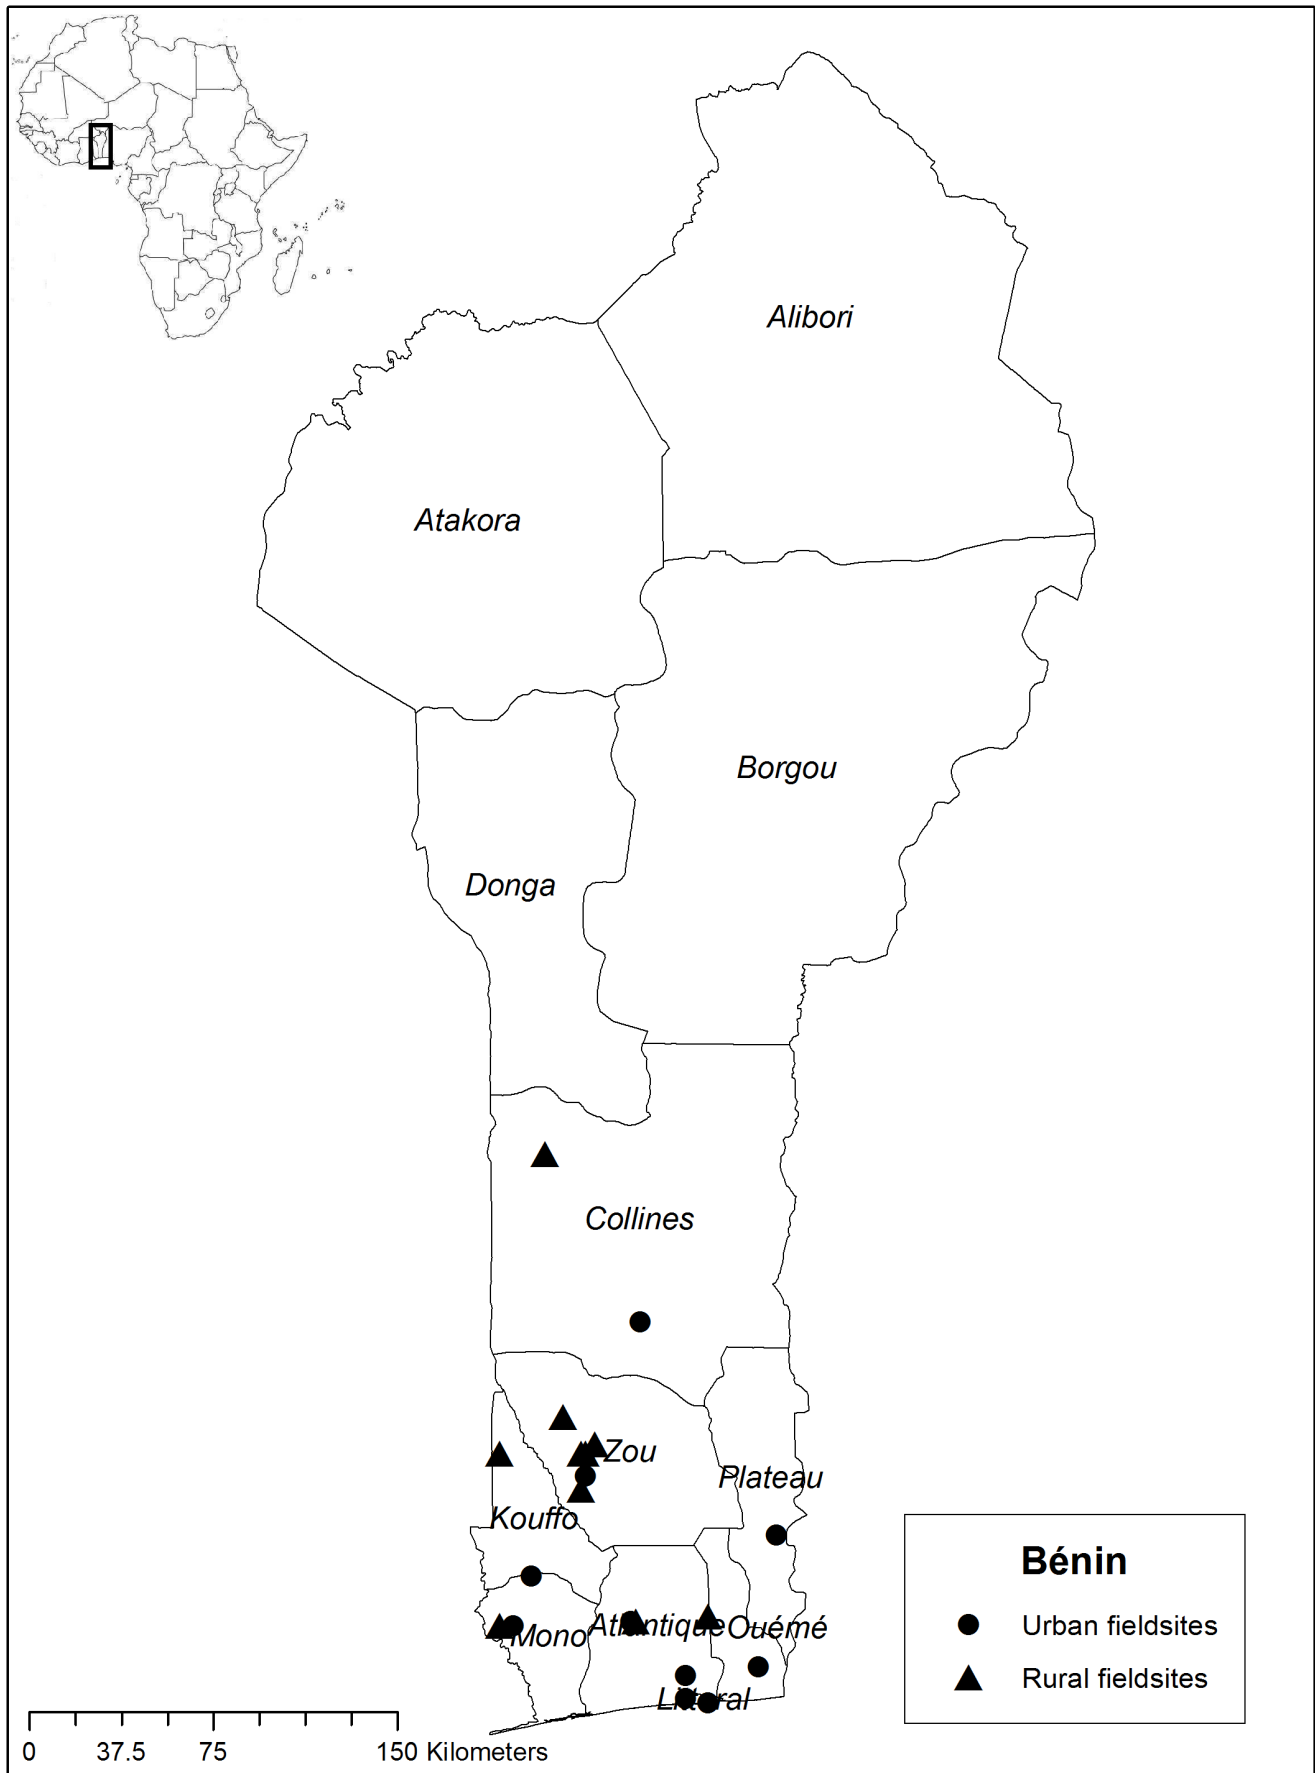 Alibori
Atakora
Borgou
Donga
Collines
Zou
Plateau
Kouffo
Mono
Atlantique
Ouémé
Littoral
Bénin
Urban fieldsites
Rural fieldsites
0 37.5 75 150 Kilometers